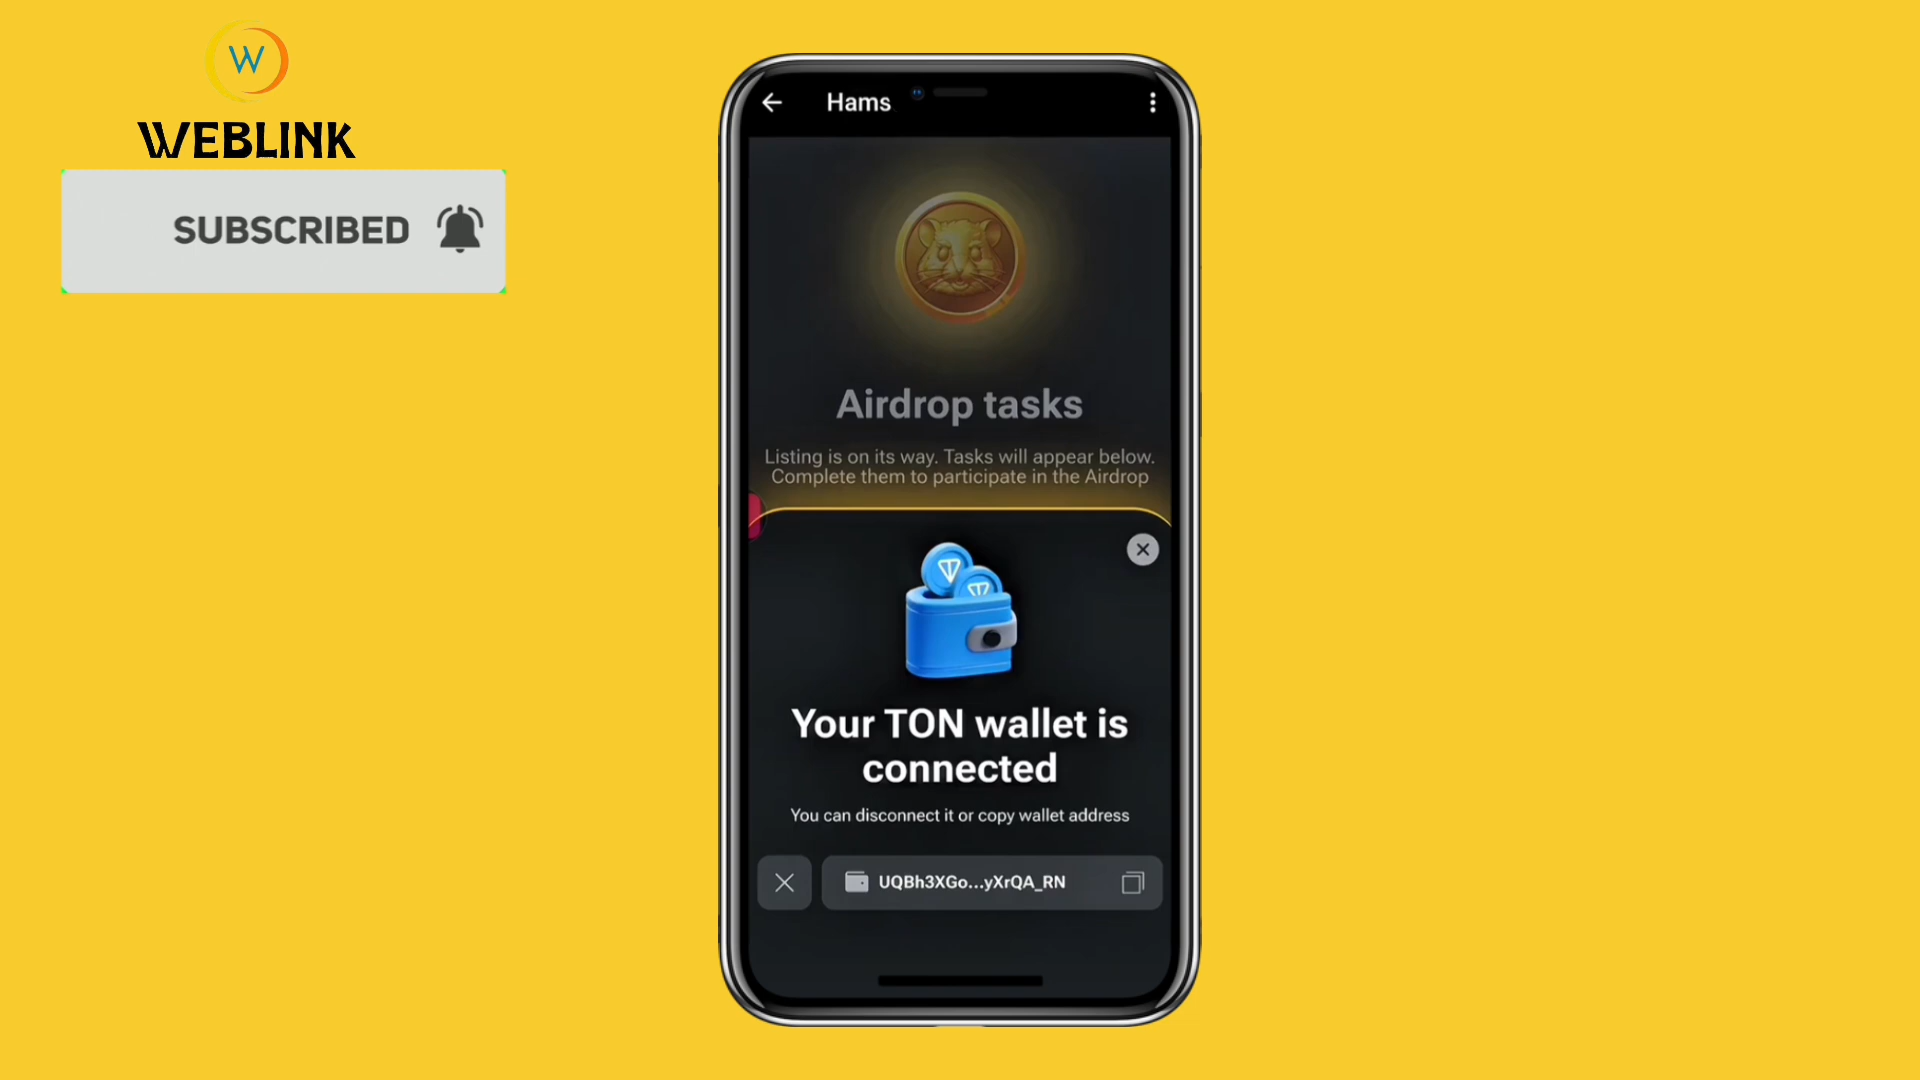 W
WEBLINK
SUBSCRIBED
Hams
Airdrop tasks
Listing is on its way. Tasks will appear below.
Complete them to participate in the Airdrop
Your TON wallet is
connected
You can disconnect it or copy wallet address
UQBh3XGo...yXrQA_RN